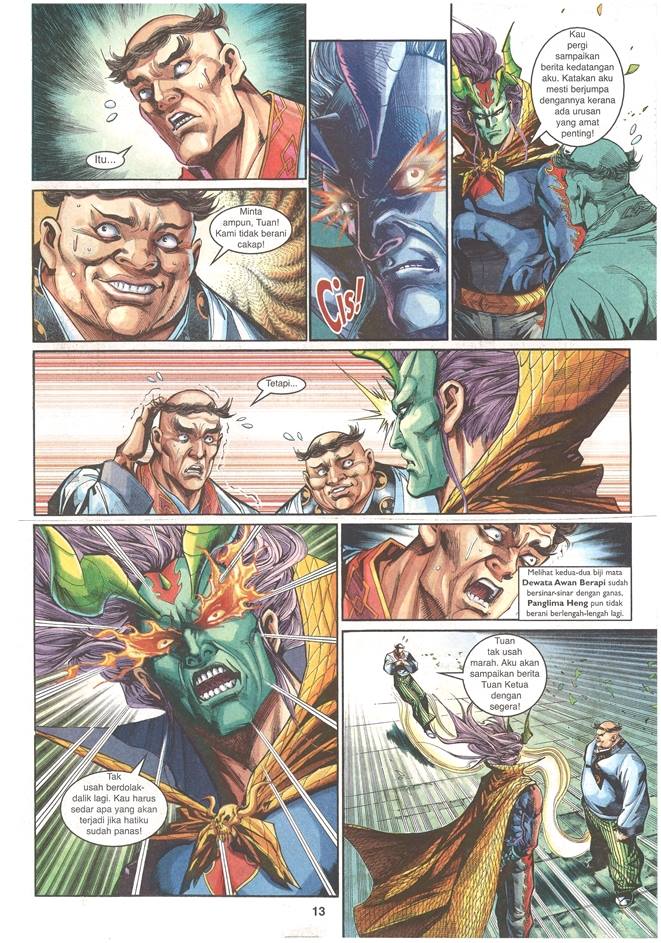 Itu...
Minta
ampun, Tuan!
Kami tidak berani
cakap!
Cis!
Kau
pergi
sampaikan
berita kedatangan
aku. Katakan aku
mesti berjumpa
dengannya kerana
ada urusan
yang amat
penting!
Tetapi...
Tak
usah berdolak-
dalik lagi. Kau harus
sedar apa yang akan
terjadi jika hatiku
sudah panas!
Melihat kedua-dua biji mata
Dewata Awan Berapi sudah
bersinar-sinar dengan ganas,
Panglima Heng pun tidak
berani berlengah-lengah lagi.
Tuan
tak usah
marah. Aku akan
sampaikan berita
Tuan Ketua
dengan
segera!
13